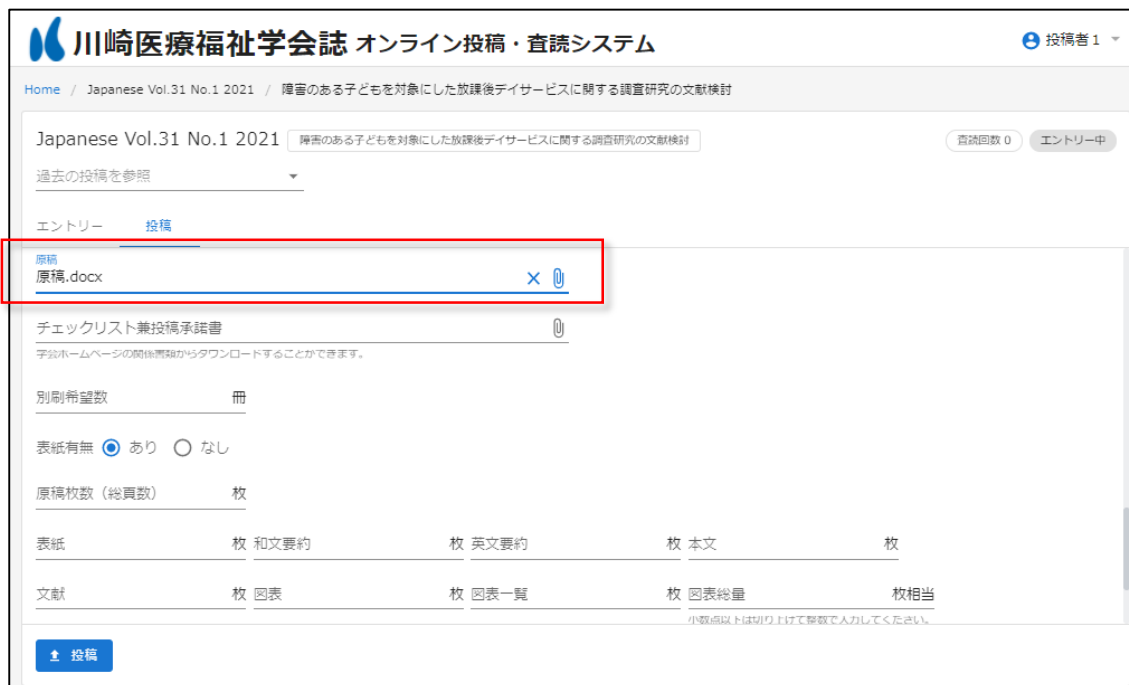 川崎医療福祉学会誌 オンライン投稿・査読システム 投稿者1
Home / Japanese Vol.31 No.1 2021 / 障害のある子どもを対象にした放課後デイサービスに関する調査研究の文献検討
Japanese Vol.31 No.1 2021 障害のある子どもを対象にした放課後デイサービスに関する調査研究の文献検討 査読回数 0 エントリー中
過去の投稿を参照
エントリー 投稿
原稿
原稿.docx
チェックリスト兼投稿承諾書
学会ホームページの関係書類からダウンロードすることができます。
別刷希望数 冊
表紙有無 あり なし
原稿枚数（総頁数） 枚
表紙 枚 和文要約 枚 英文要約 枚 本文 枚
文献 枚 図表 枚 図表一覧 枚 図表総量 枚相当
小数点以下は切り上げて整数で入力してください。
投稿